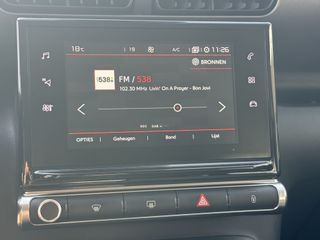 18°C 19 A/C 11:26
BRONNEN
538
FM / 538
102.30 MHz Livin' On A Prayer - Bon Jovi
OPTIES Geheugen Band Lijst